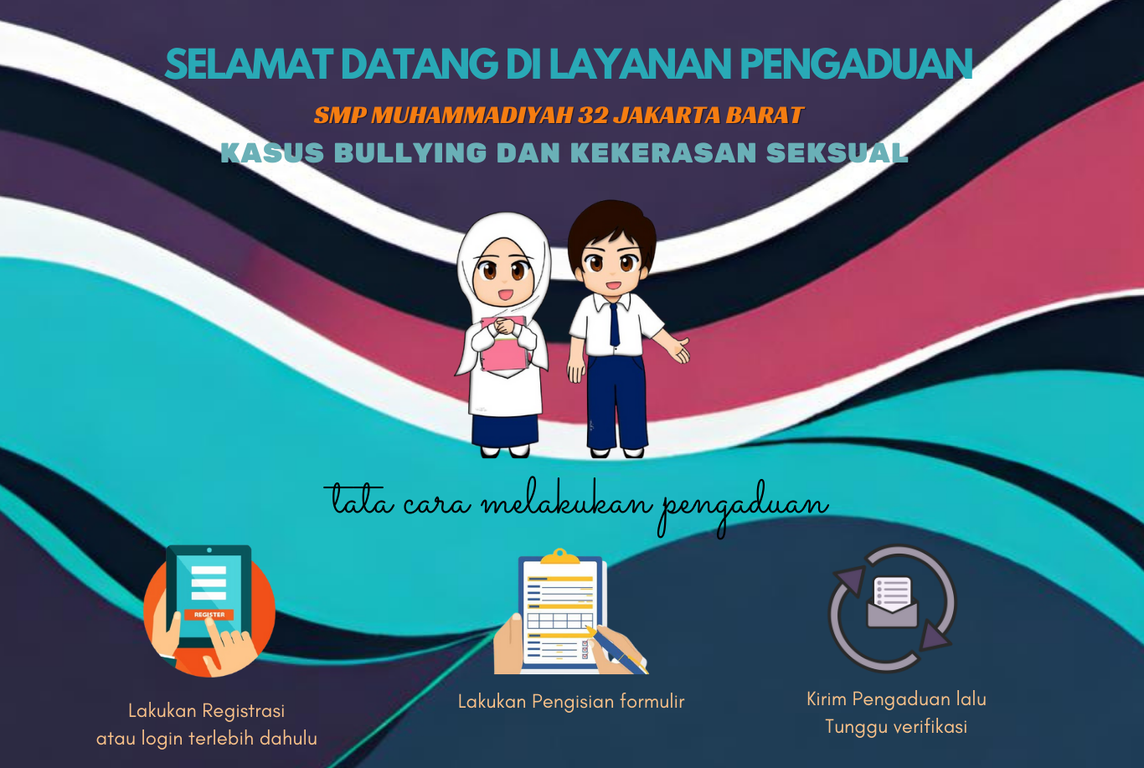 SELAMAT DATANG DI LAYANAN PENGADUAN
SMP MUHAMMADIYAH 32 JAKARTA BARAT
KASUS BULLYING DAN KEKERASAN SEKSUAL
tata cara melakukan pengaduan
REGISTER
Lakukan Registrasi
atau login terlebih dahulu
Lakukan Pengisian formulir
Kirim Pengaduan lalu
Tunggu verifikasi